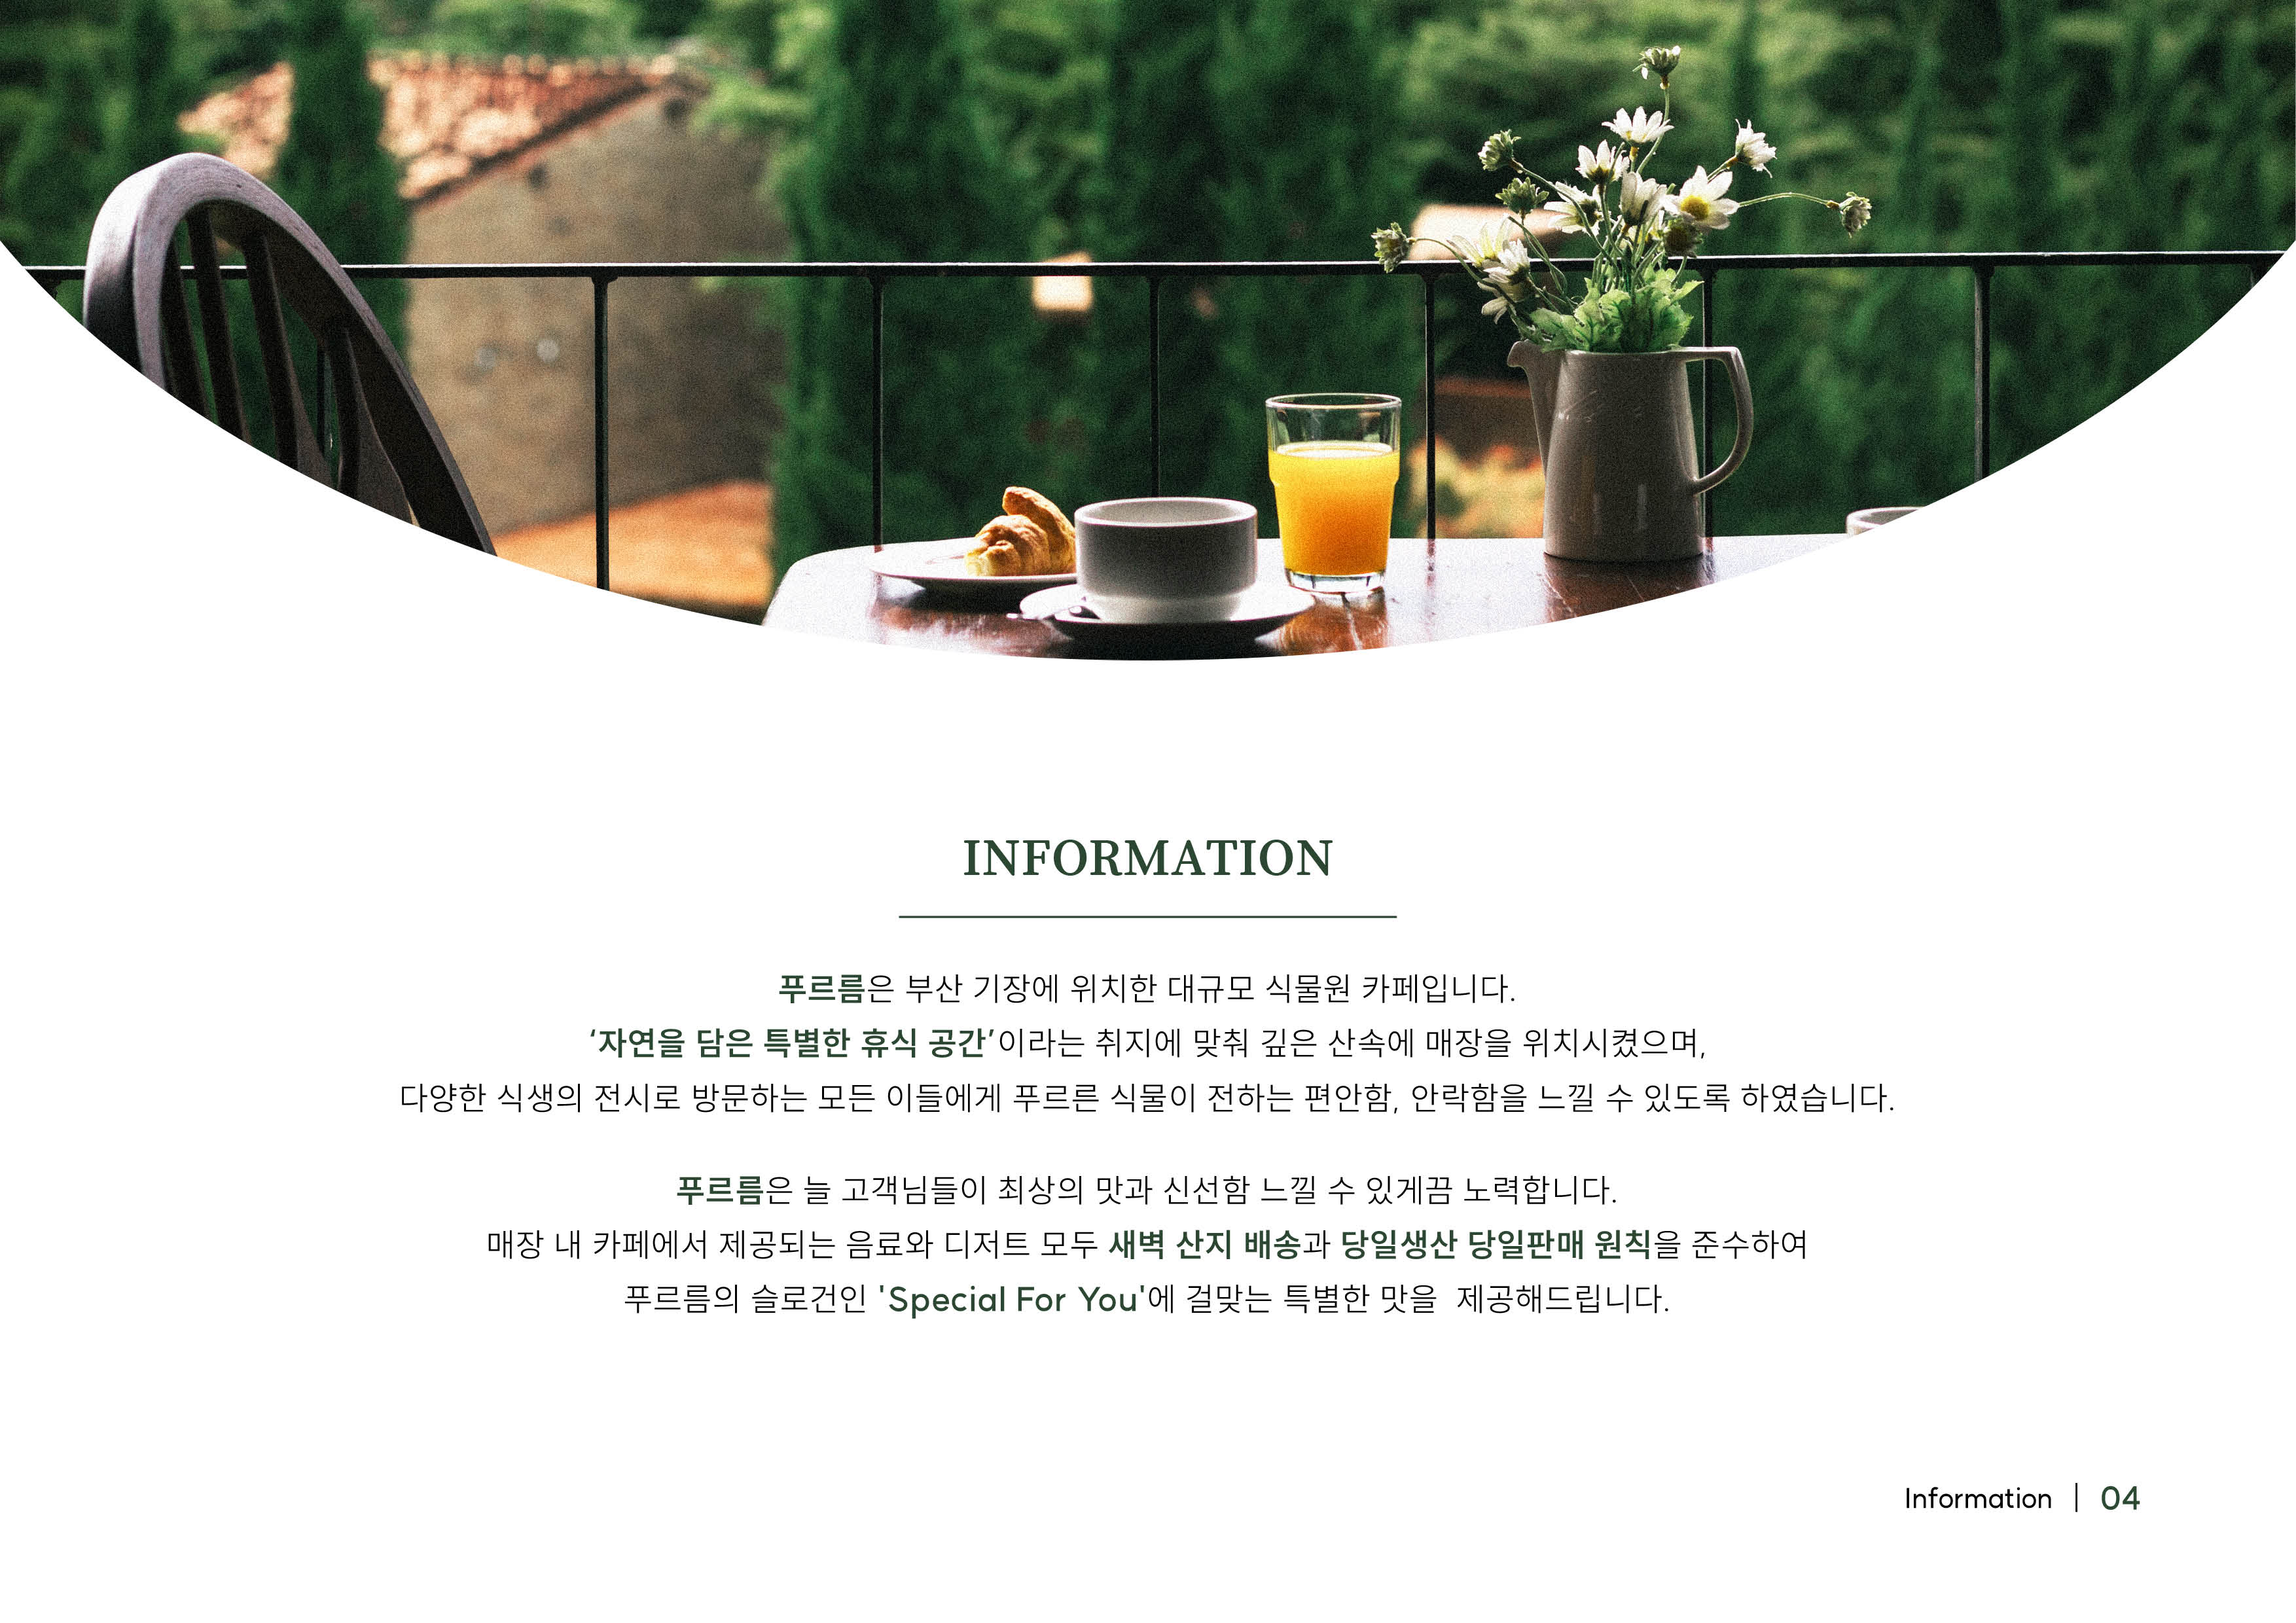 INFORMATION
푸르름은 부산 기장에 위치한 대규모 식물원 카페입니다.
‘자연을 담은 특별한 휴식 공간’이라는 취지에 맞춰 깊은 산속에 매장을 위치시켰으며,
다양한 식생의 전시로 방문하는 모든 이들에게 푸르른 식물이 전하는 편안함, 안락함을 느낄 수 있도록 하였습니다.
푸르름은 늘 고객님들이 최상의 맛과 신선함 느낄 수 있게끔 노력합니다.
매장 내 카페에서 제공되는 음료와 디저트 모두 새벽 산지 배송과 당일생산 당일판매 원칙을 준수하여
푸르름의 슬로건인 'Special For You'에 걸맞는 특별한 맛을  제공해드립니다.
Information | 04